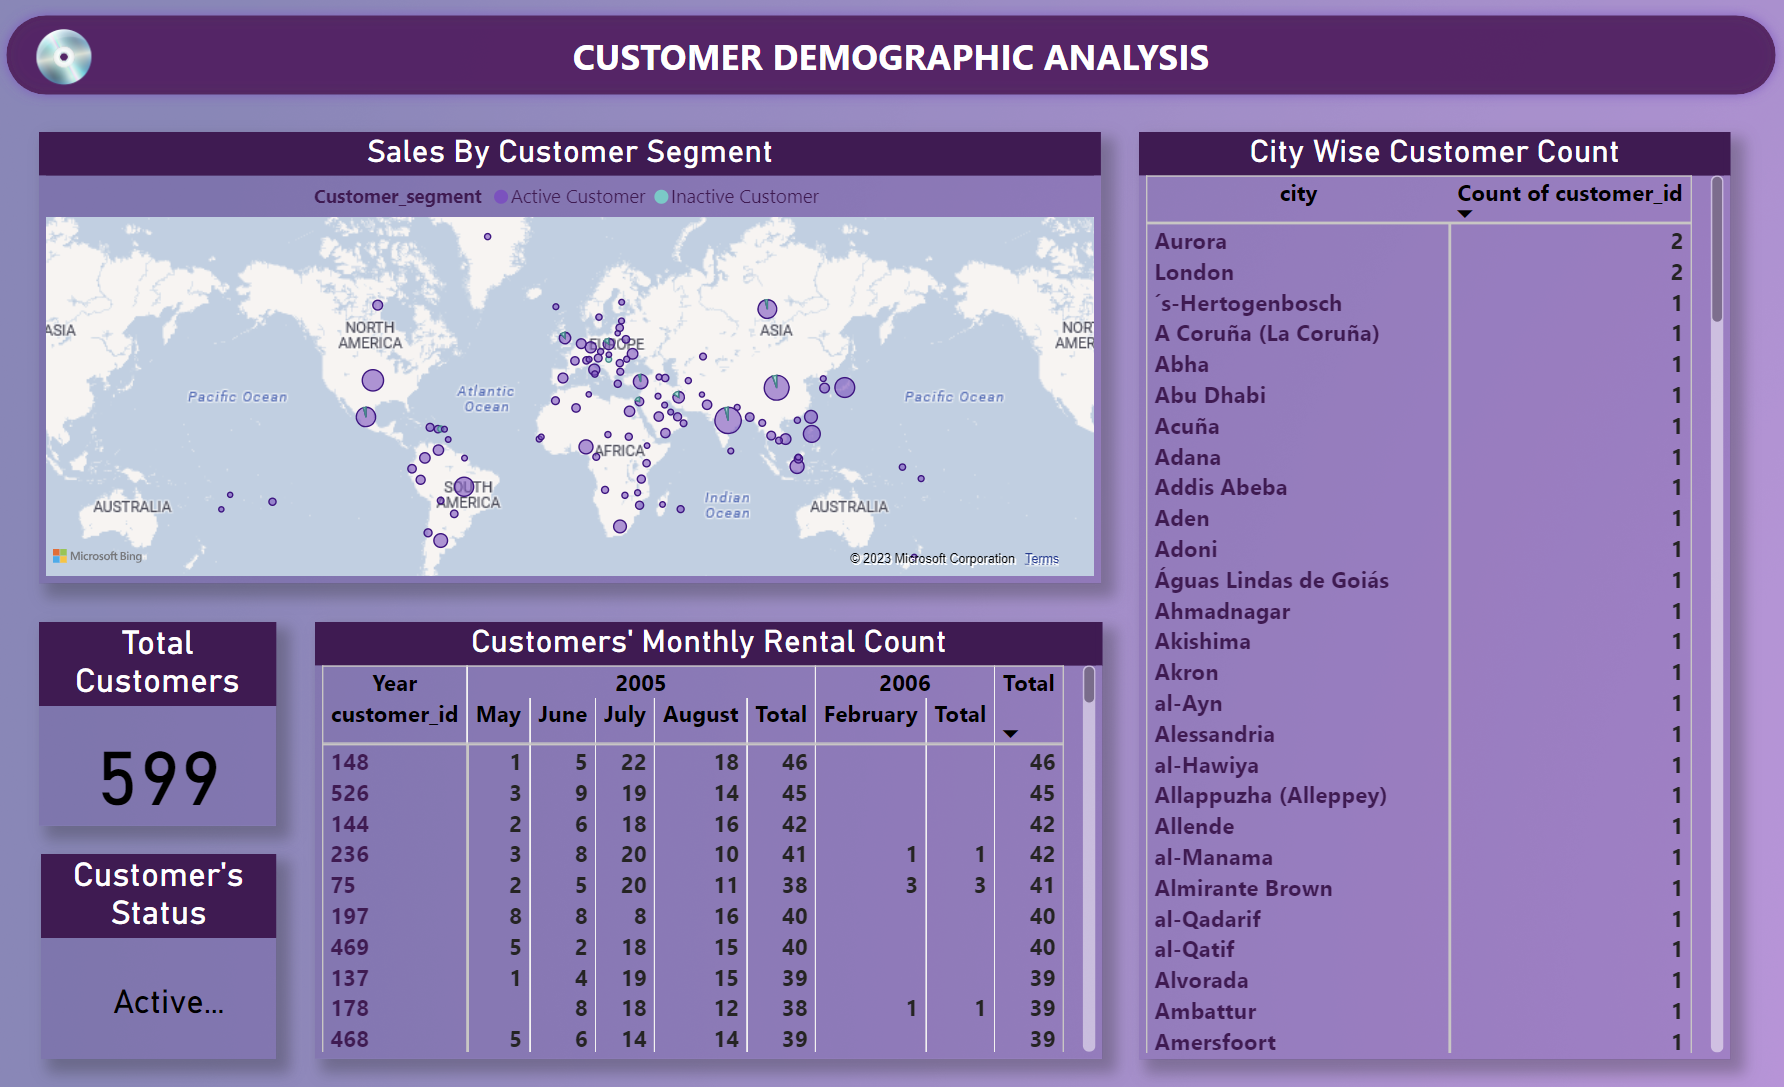 CUSTOMER DEMOGRAPHIC ANALYSIS
Sales By Customer Segment
Customer_segment Active Customer Inactive Customer
ASIA
NORTH AMERICA
EUROPE
ASIA
NOR
AMER
Pacific Ocean
Atlantic Ocean
Pacific Ocean
AFRICA
SOUTH AMERICA
Indian Ocean
AUSTRALIA
AUSTRALIA
Microsoft Bing
© 2023 Microsoft Corporation Terms
Total Customers
599
Customer's Status
Active...
Customers' Monthly Rental Count
Year 2005 2006 Total
customer_id May June July August Total February Total
148 1 5 22 18 46 46
526 3 9 19 14 45 45
144 2 6 18 16 42 42
236 3 8 20 10 41 1 1 42
75 2 5 20 11 38 3 3 41
197 8 8 8 16 40 40
469 5 2 18 15 40 40
137 1 4 19 15 39 39
178 8 18 12 38 1 1 39
468 5 6 14 14 39 39
City Wise Customer Count
city Count of customer_id
Aurora 2
London 2
´s-Hertogenbosch 1
A Coruña (La Coruña) 1
Abha 1
Abu Dhabi 1
Acuña 1
Adana 1
Addis Abeba 1
Aden 1
Adoni 1
Águas Lindas de Goiás 1
Ahmadnagar 1
Akishima 1
Akron 1
al-Ayn 1
Alessandria 1
al-Hawiya 1
Allappuzha (Alleppey) 1
Allende 1
al-Manama 1
Almirante Brown 1
al-Qadarif 1
al-Qatif 1
Alvorada 1
Ambattur 1
Amersfoort 1